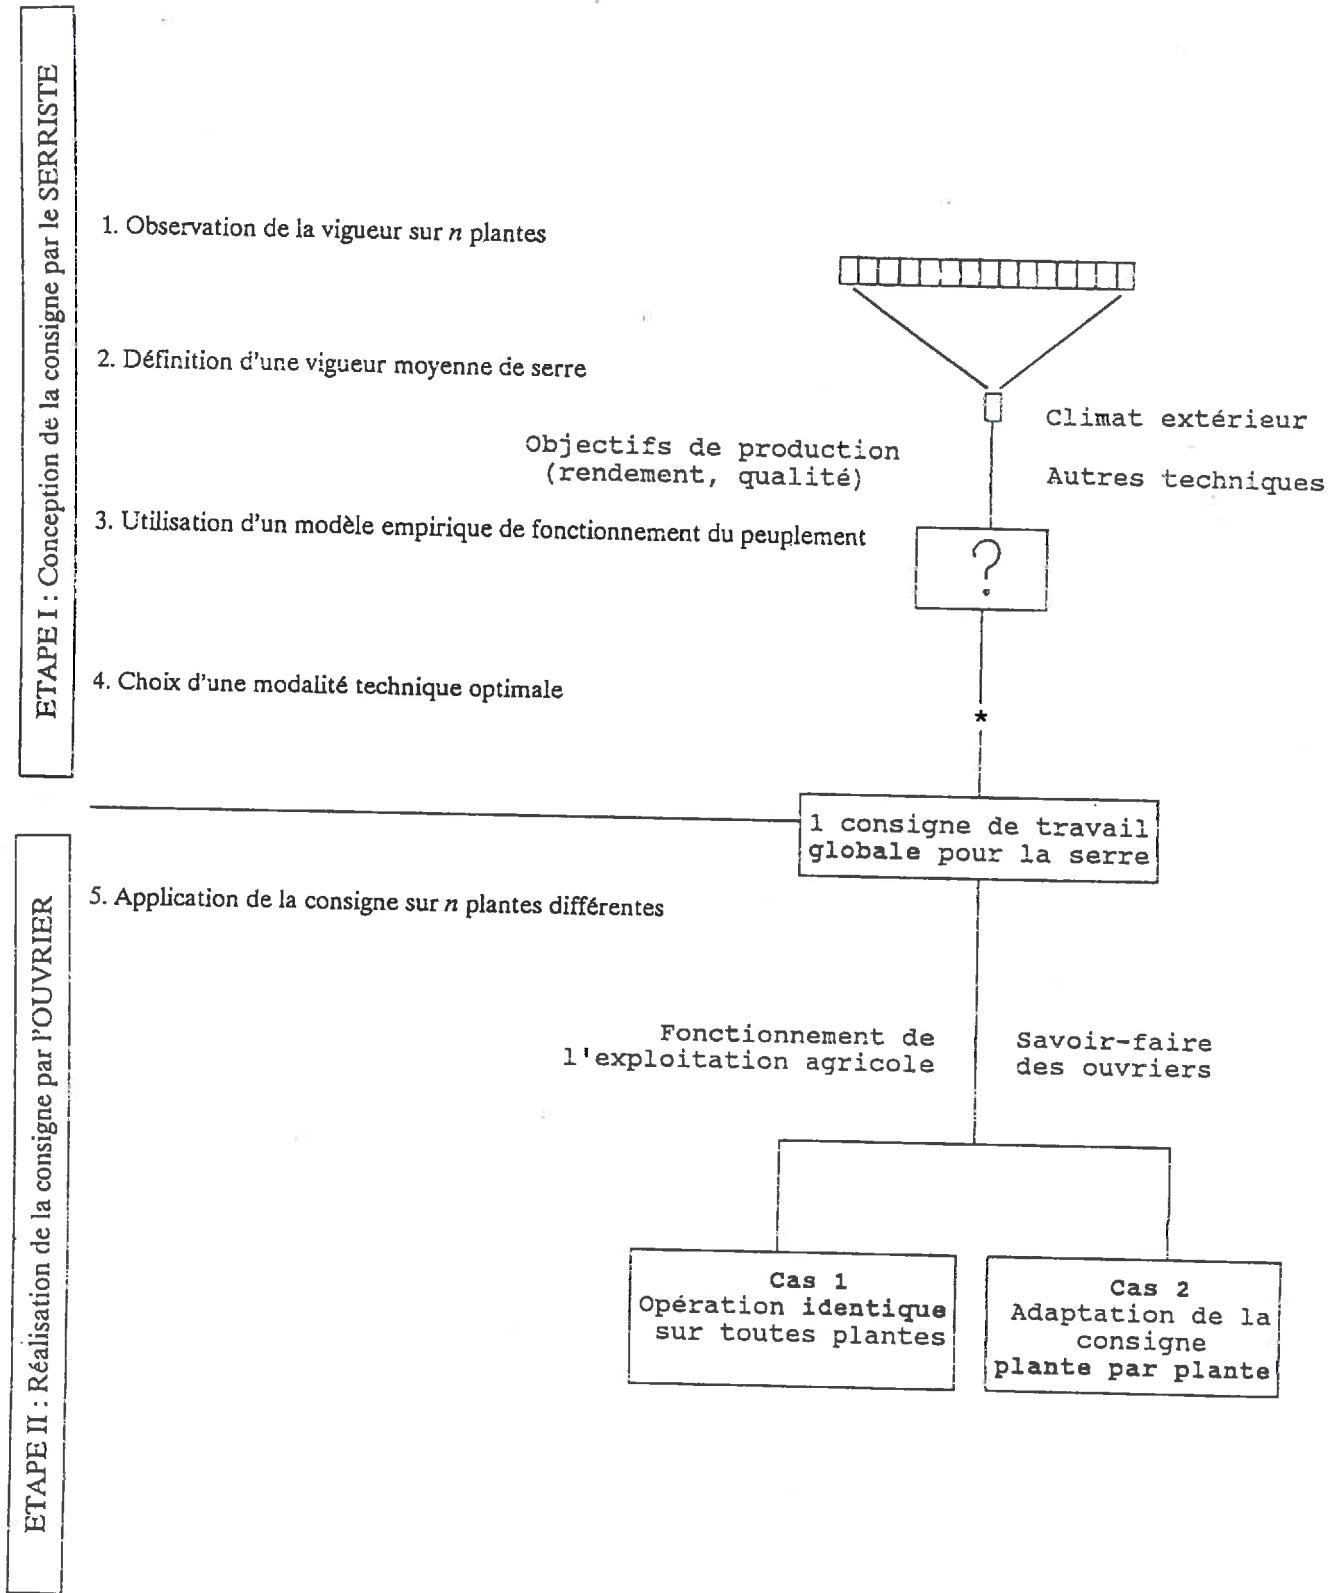 ETAPE I : Conception de la consigne par le SERRISTE
1. Observation de la vigueur sur n plantes
2. Définition d'une vigueur moyenne de serre
Climat extérieur
Objectifs de production
(rendement, qualité)
Autres techniques
3. Utilisation d'un modèle empirique de fonctionnement du peuplement
?
4. Choix d'une modalité technique optimale
*
1 consigne de travail
globale pour la serre
ETAPE II : Réalisation de la consigne par l'OUVRIER
5. Application de la consigne sur n plantes différentes
Fonctionnement de
l'exploitation agricole
Savoir-faire
des ouvriers
Cas 1
Opération identique
sur toutes plantes
Cas 2
Adaptation de la
consigne
plante par plante